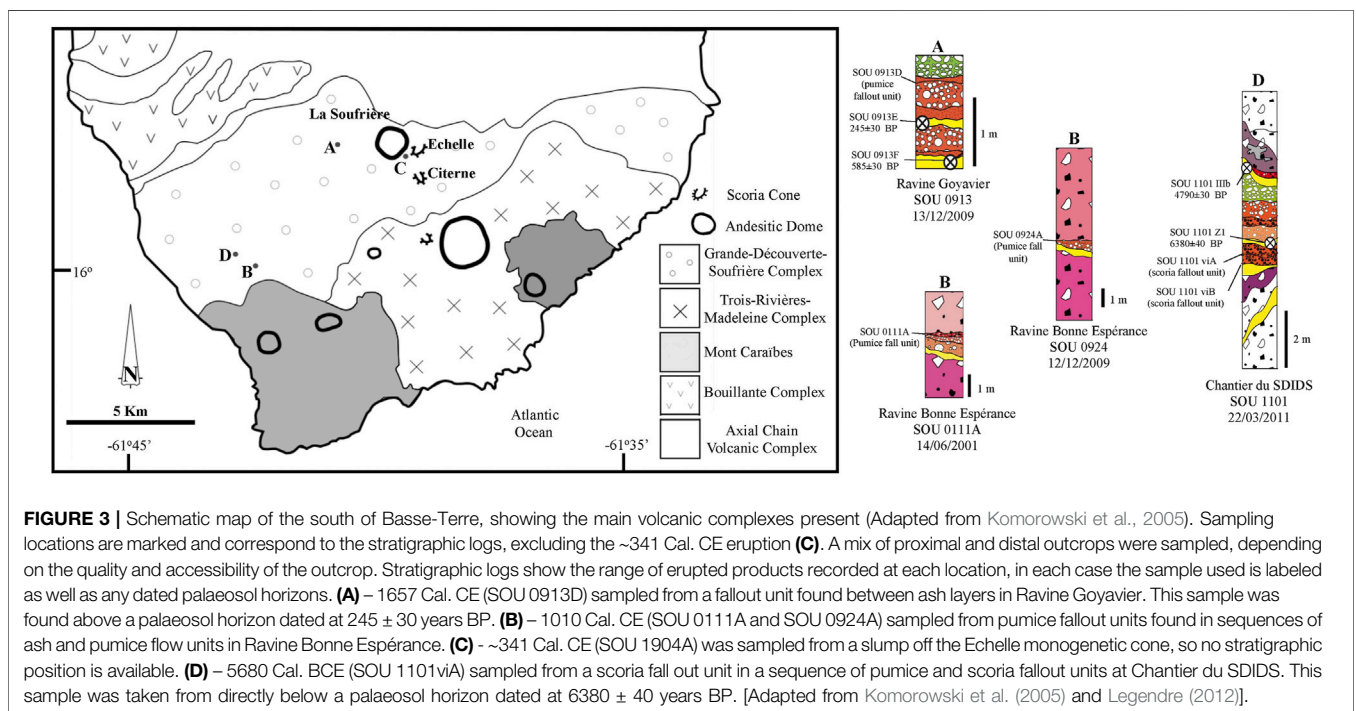 La Soufrière
A
Echelle
C
Citerne
D
B
16º
N
5 Km
-61º45'
Atlantic
Ocean
-61º35'
Scoria Cone
Andesitic Dome
Grande-Découverte-
Soufrière Complex
Trois-Rivières-
Madeleine Complex
Mont Caraïbes
Bouillante Complex
Axial Chain
Volcanic Complex
A
SOU 0913D
(pumice
fallout unit)
SOU 0913E
245±30 BP
SOU 0913F
585±30 BP
1 m
Ravine Goyavier
SOU 0913
13/12/2009
B
SOU 0111A
(Pumice fall unit)
1 m
Ravine Bonne Espérance
SOU 0111A
14/06/2001
B
SOU 0924A
(Pumice fall
unit)
1 m
Ravine Bonne Espérance
SOU 0924
12/12/2009
D
SOU 1101 IIIb
4790±30 BP
SOU 1101 Z1
6380±40 BP
SOU 1101 viA
(scoria fallout unit)
SOU 1101 viB
(scoria fallout unit)
2 m
Chantier du SDIDS
SOU 1101
22/03/2011
FIGURE 3 | Schematic map of the south of Basse-Terre, showing the main volcanic complexes present (Adapted from Komorowski et al., 2005). Sampling
locations are marked and correspond to the stratigraphic logs, excluding the ~341 Cal. CE eruption (C). A mix of proximal and distal outcrops were sampled, depending
on the quality and accessibility of the outcrop. Stratigraphic logs show the range of erupted products recorded at each location, in each case the sample used is labeled
as well as any dated palaeosol horizons. (A) – 1657 Cal. CE (SOU 0913D) sampled from a fallout unit found between ash layers in Ravine Goyavier. This sample was
found above a palaeosol horizon dated at 245 ± 30 years BP. (B) – 1010 Cal. CE (SOU 0111A and SOU 0924A) sampled from pumice fallout units found in sequences of
ash and pumice flow units in Ravine Bonne Espérance. (C) - ~341 Cal. CE (SOU 1904A) was sampled from a slump off the Echelle monogenetic cone, so no stratigraphic
position is available. (D) – 5680 Cal. BCE (SOU 1101viA) sampled from a scoria fall out unit in a sequence of pumice and scoria fallout units at Chantier du SDIDS. This
sample was taken from directly below a palaeosol horizon dated at 6380 ± 40 years BP. [Adapted from Komorowski et al. (2005) and Legendre (2012)].